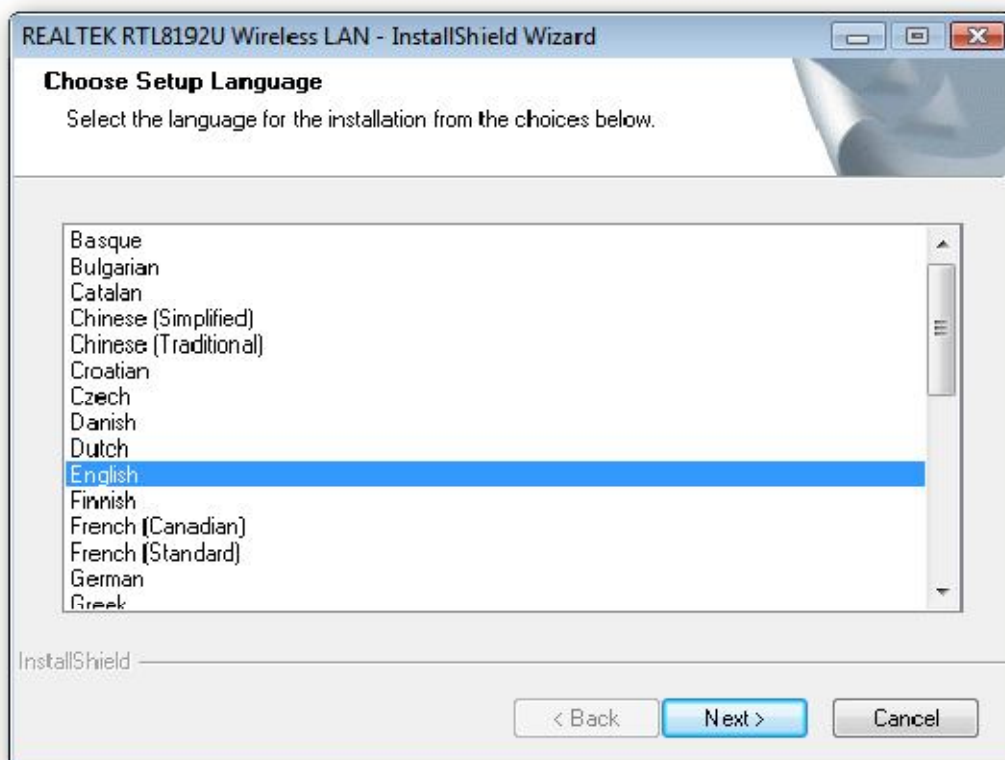 REALTEK RTL8192U Wireless LAN - InstallShield Wizard
Choose Setup Language
Select the language for the installation from the choices below.
Basque
Bulgarian
Catalan
Chinese (Simplified)
Chinese (Traditional)
Croatian
Czech
Danish
Dutch
English
Finnish
French (Canadian)
French (Standard)
German
Greek
InstallShield
< Back
Next >
Cancel